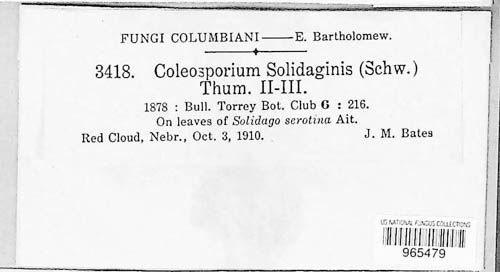 FUNGI COLUMBIANI — E. Bartholomew.
3418. Coleosporium Solidaginis (Schw.)
Thum. II-III.
1878 : Bull. Torrey Bot. Club 6 : 216.
On leaves of Solidago serotina Ait.
Red Cloud, Nebr., Oct. 3, 1910. J. M. Bates
US NATIONAL FUNGUS COLLECTIONS
965479